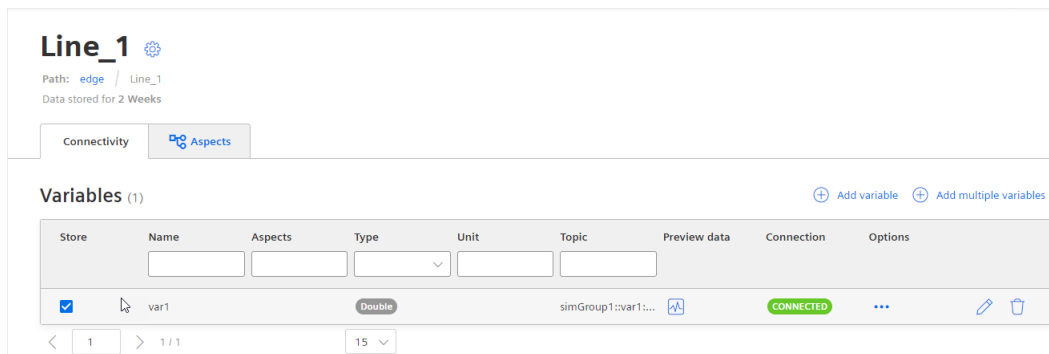 Line_1
Path: edge / Line_1
Data stored for 2 Weeks
Connectivity Aspects
Variables (1) Add variable Add multiple variables
Store Name Aspects Type Unit Topic Preview data Connection Options
var1 Double simGroup1::var1:... CONNECTED ...
1 1 / 1 15